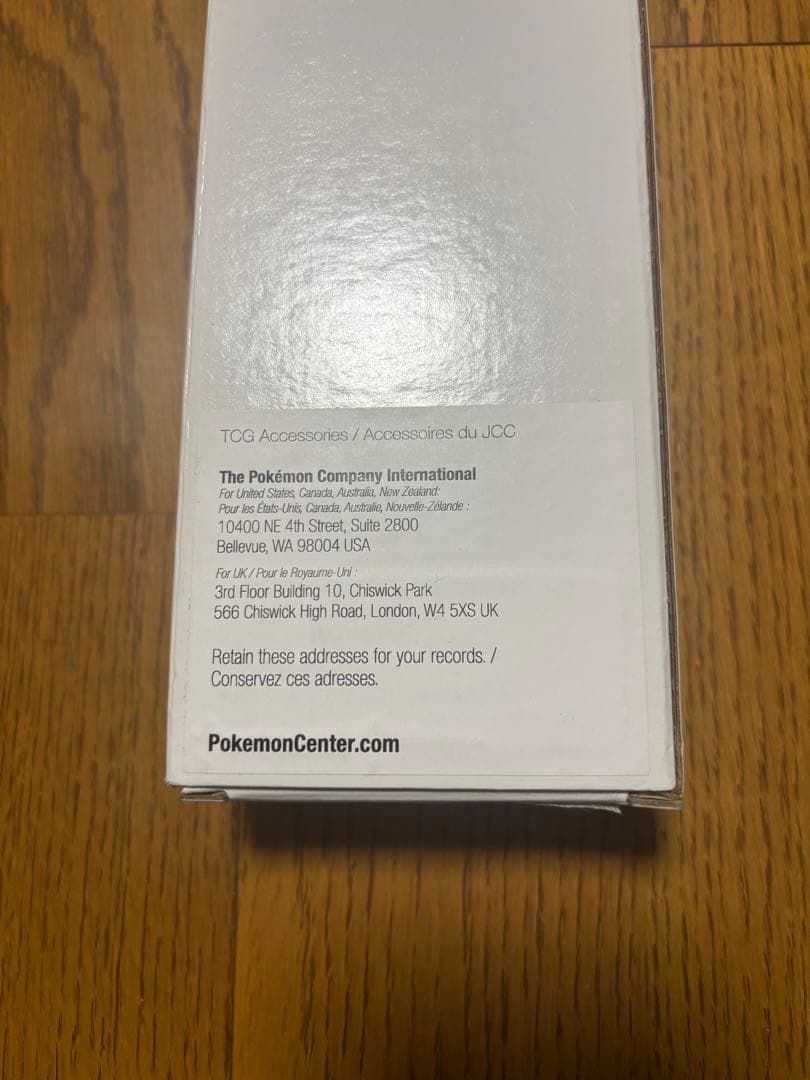 TCG Accessories / Accessoires du JCC
The Pokémon Company International
For United States, Canada, Australia, New Zealand:
Pour les États-Unis, Canada, Australie, Nouvelle-Zélande :
10400 NE 4th Street, Suite 2800
Bellevue, WA 98004 USA
For UK / Pour le Royaume-Uni :
3rd Floor Building 10, Chiswick Park
566 Chiswick High Road, London, W4 5XS UK
Retain these addresses for your records. /
Conservez ces adresses.
PokemonCenter.com